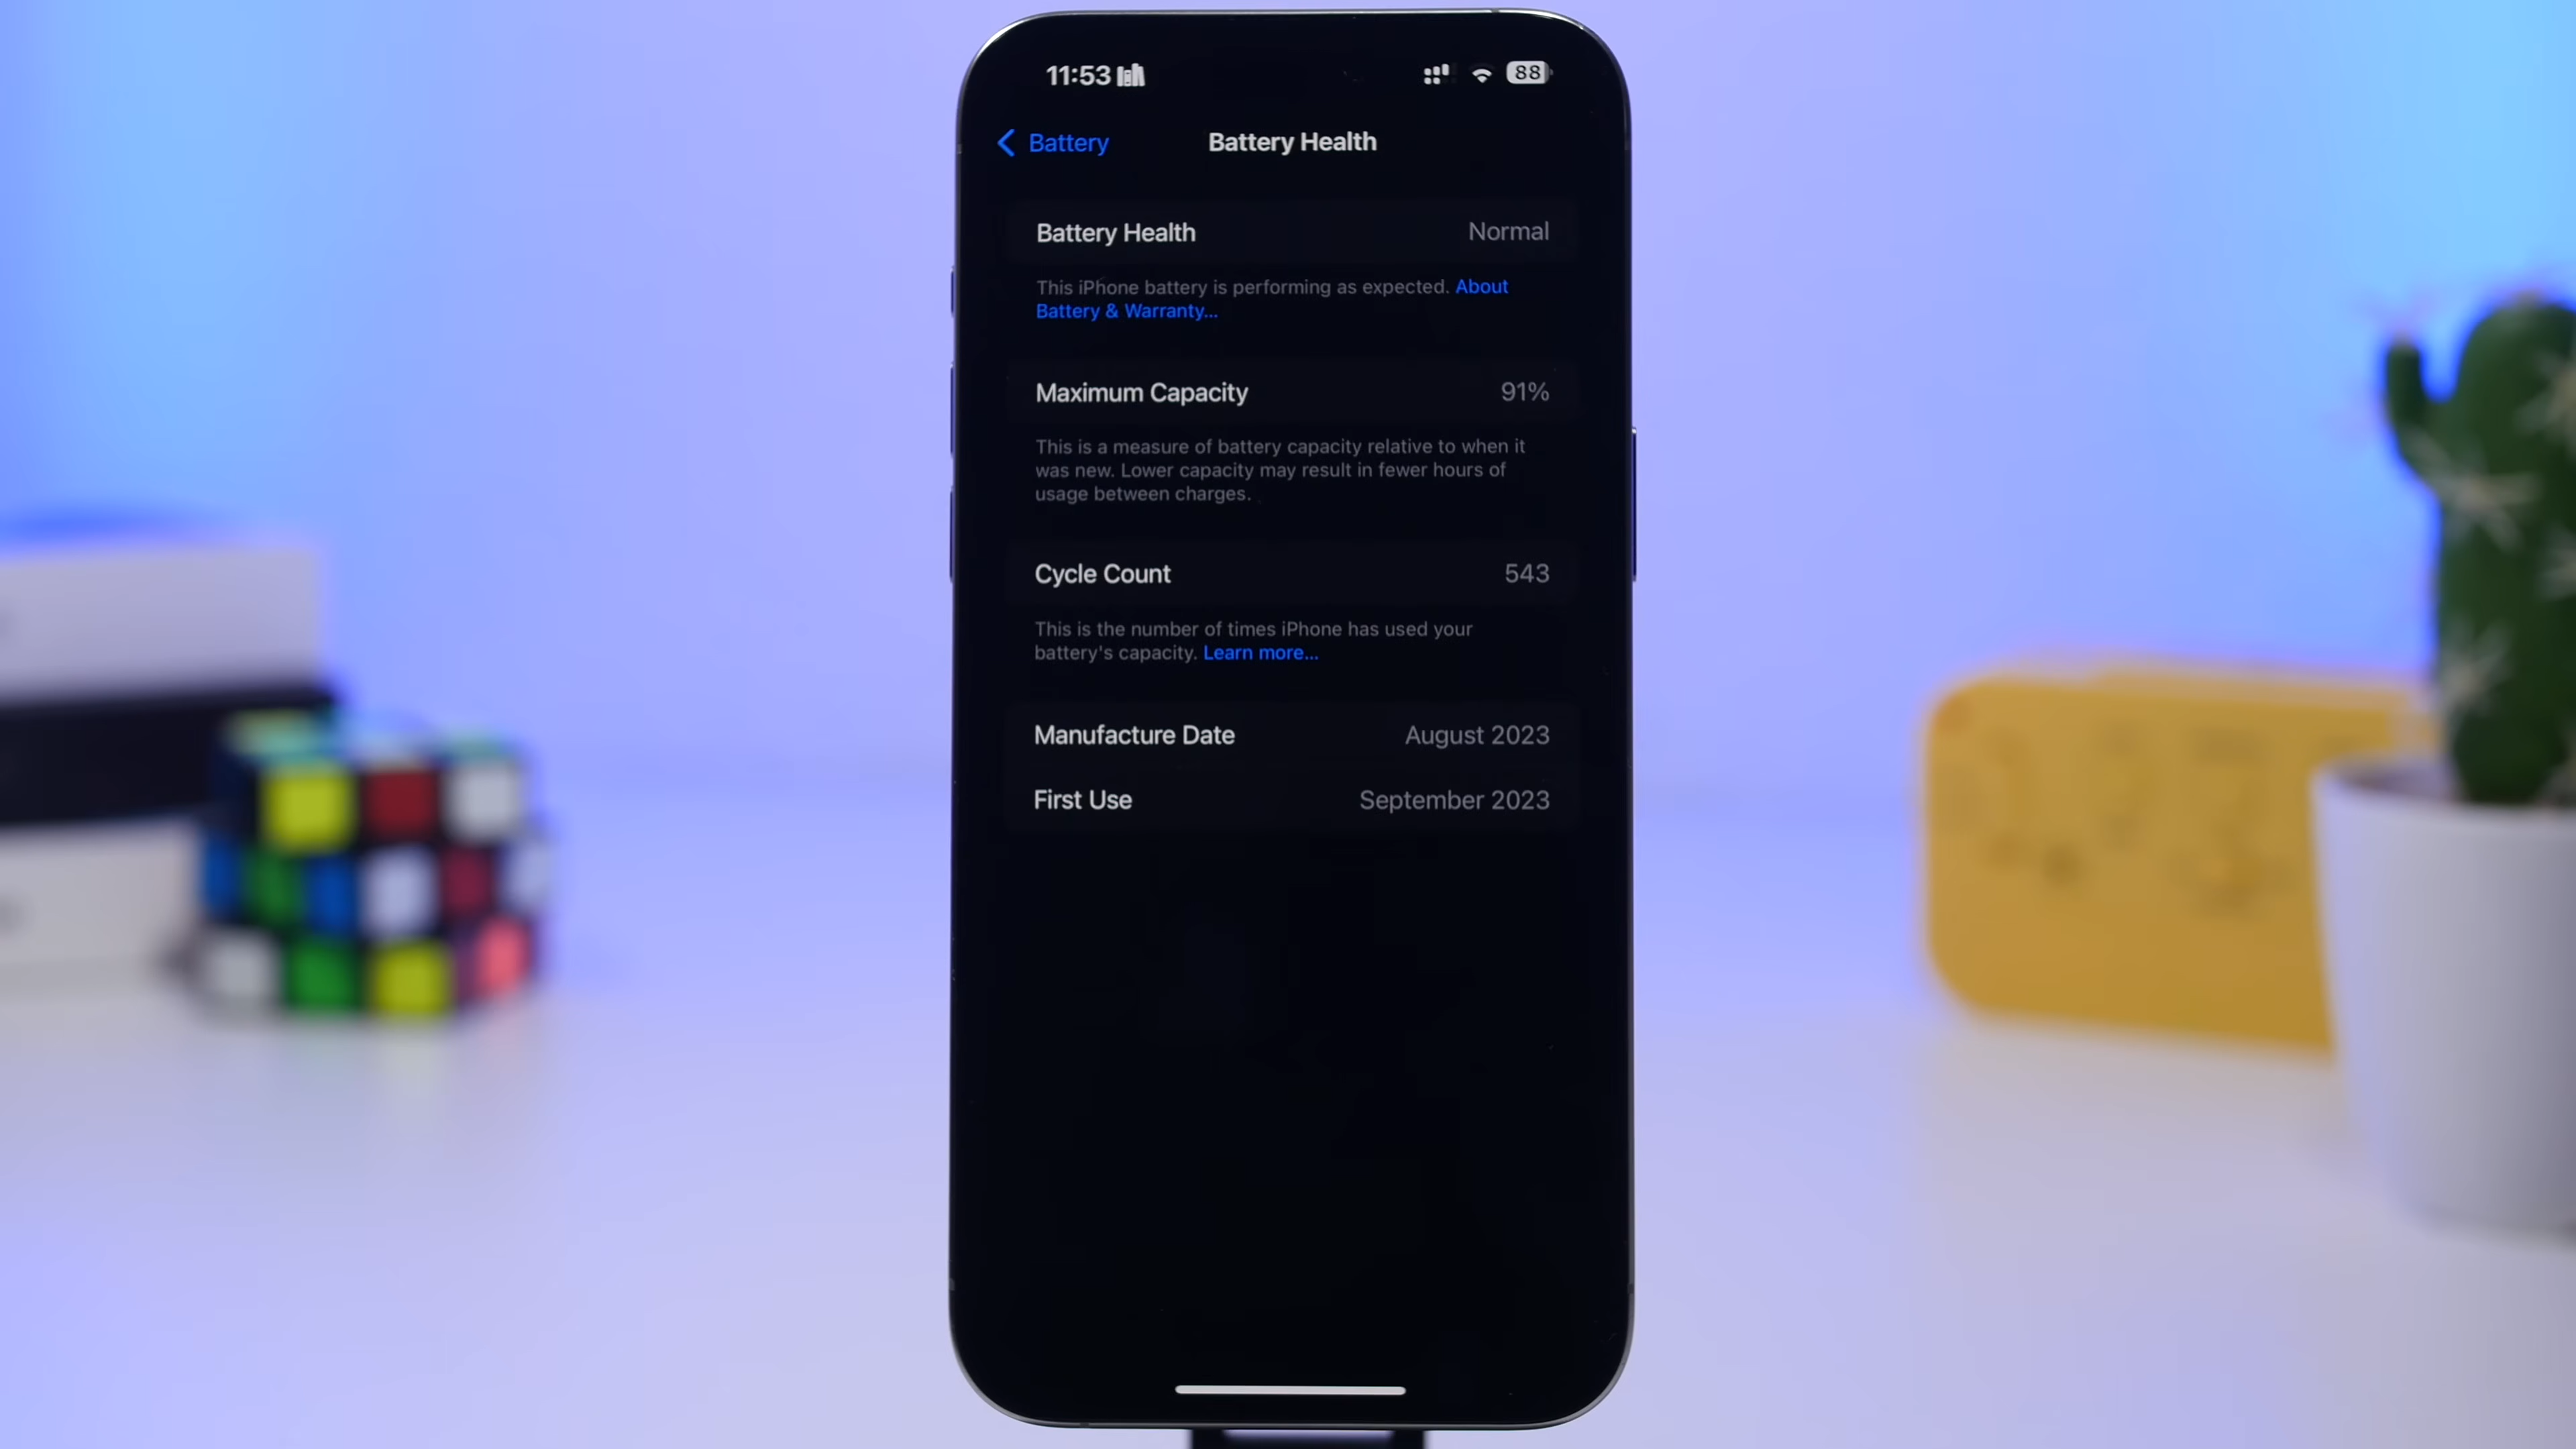 11:53
88
Battery
Battery Health
Battery Health
Normal
This iPhone battery is performing as expected. About
Battery & Warranty...
Maximum Capacity
91%
This is a measure of battery capacity relative to when it
was new. Lower capacity may result in fewer hours of
usage between charges.
Cycle Count
543
This is the number of times iPhone has used your
battery's capacity. Learn more...
Manufacture Date
August 2023
First Use
September 2023